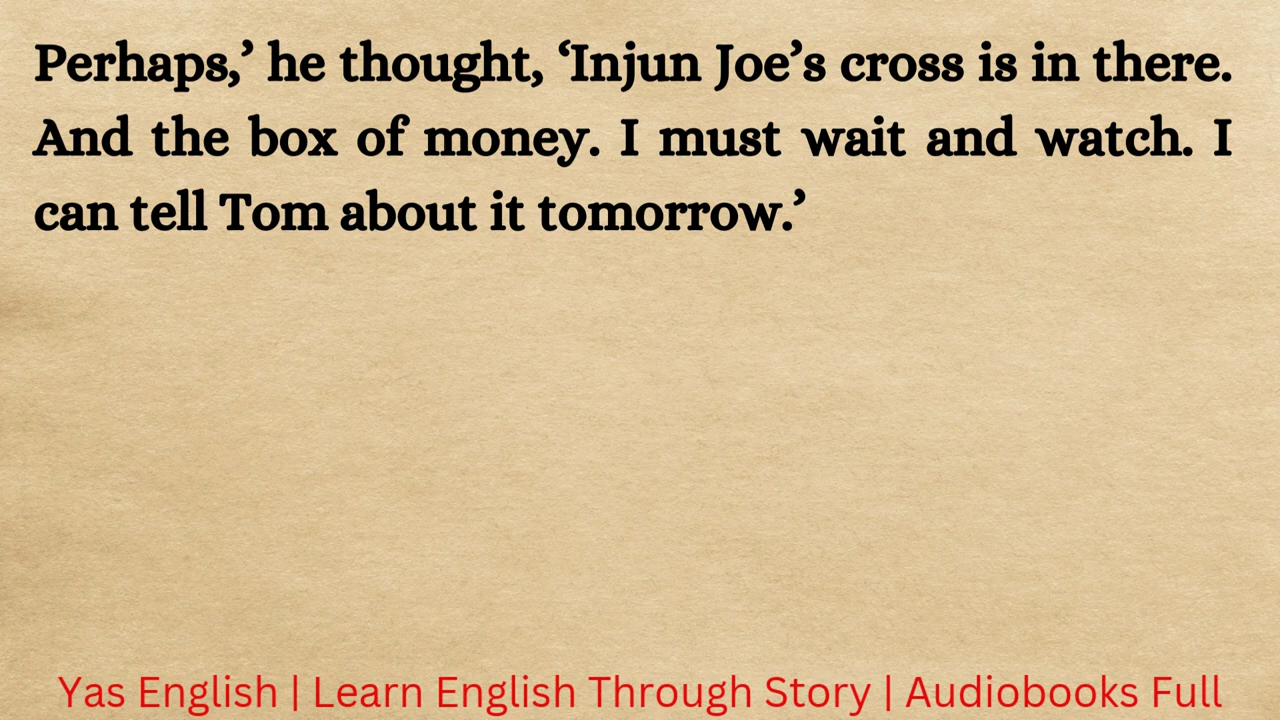 Perhaps,’ he thought, ‘Injun Joe’s cross is in there.
And the box of money. I must wait and watch. I
can tell Tom about it tomorrow.’
Yas English | Learn English Through Story | Audiobooks Full